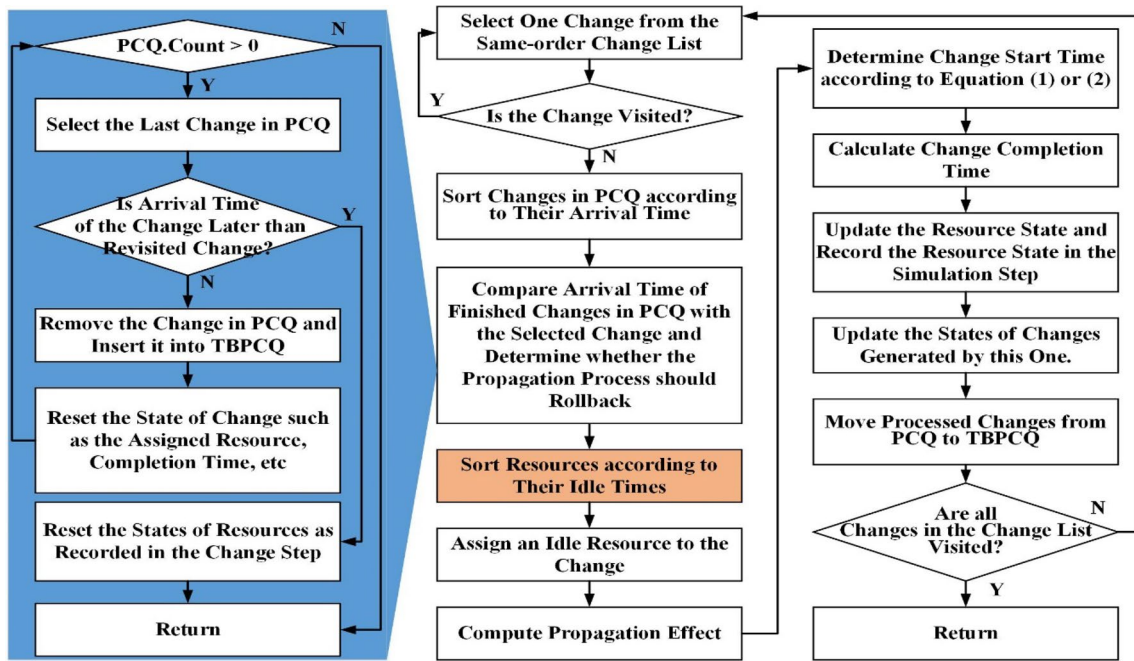 PCQ.Count > 0
N
Y
Select the Last Change in PCQ
Is Arrival Time
of the Change Later than
Revisited Change?
Y
N
Remove the Change in PCQ and
Insert it into TBPCQ
Reset the State of Change such
as the Assigned Resource,
Completion Time, etc
Reset the States of Resources as
Recorded in the Change Step
Return
Select One Change from the
Same-order Change List
Y
Is the Change Visited?
N
Sort Changes in PCQ according
to Their Arrival Time
Compare Arrival Time of
Finished Changes in PCQ with
the Selected Change and
Determine whether the
Propagation Process should
Rollback
Sort Resources according to
Their Idle Times
Assign an Idle Resource to the
Change
Compute Propagation Effect
Determine Change Start Time
according to Equation (1) or (2)
Calculate Change Completion
Time
Update the Resource State and
Record the Resource State in the
Simulation Step
Update the States of Changes
Generated by this One.
Move Processed Changes from
PCQ to TBPCQ
N
Are all
Changes in the Change List
Visited?
Y
Return